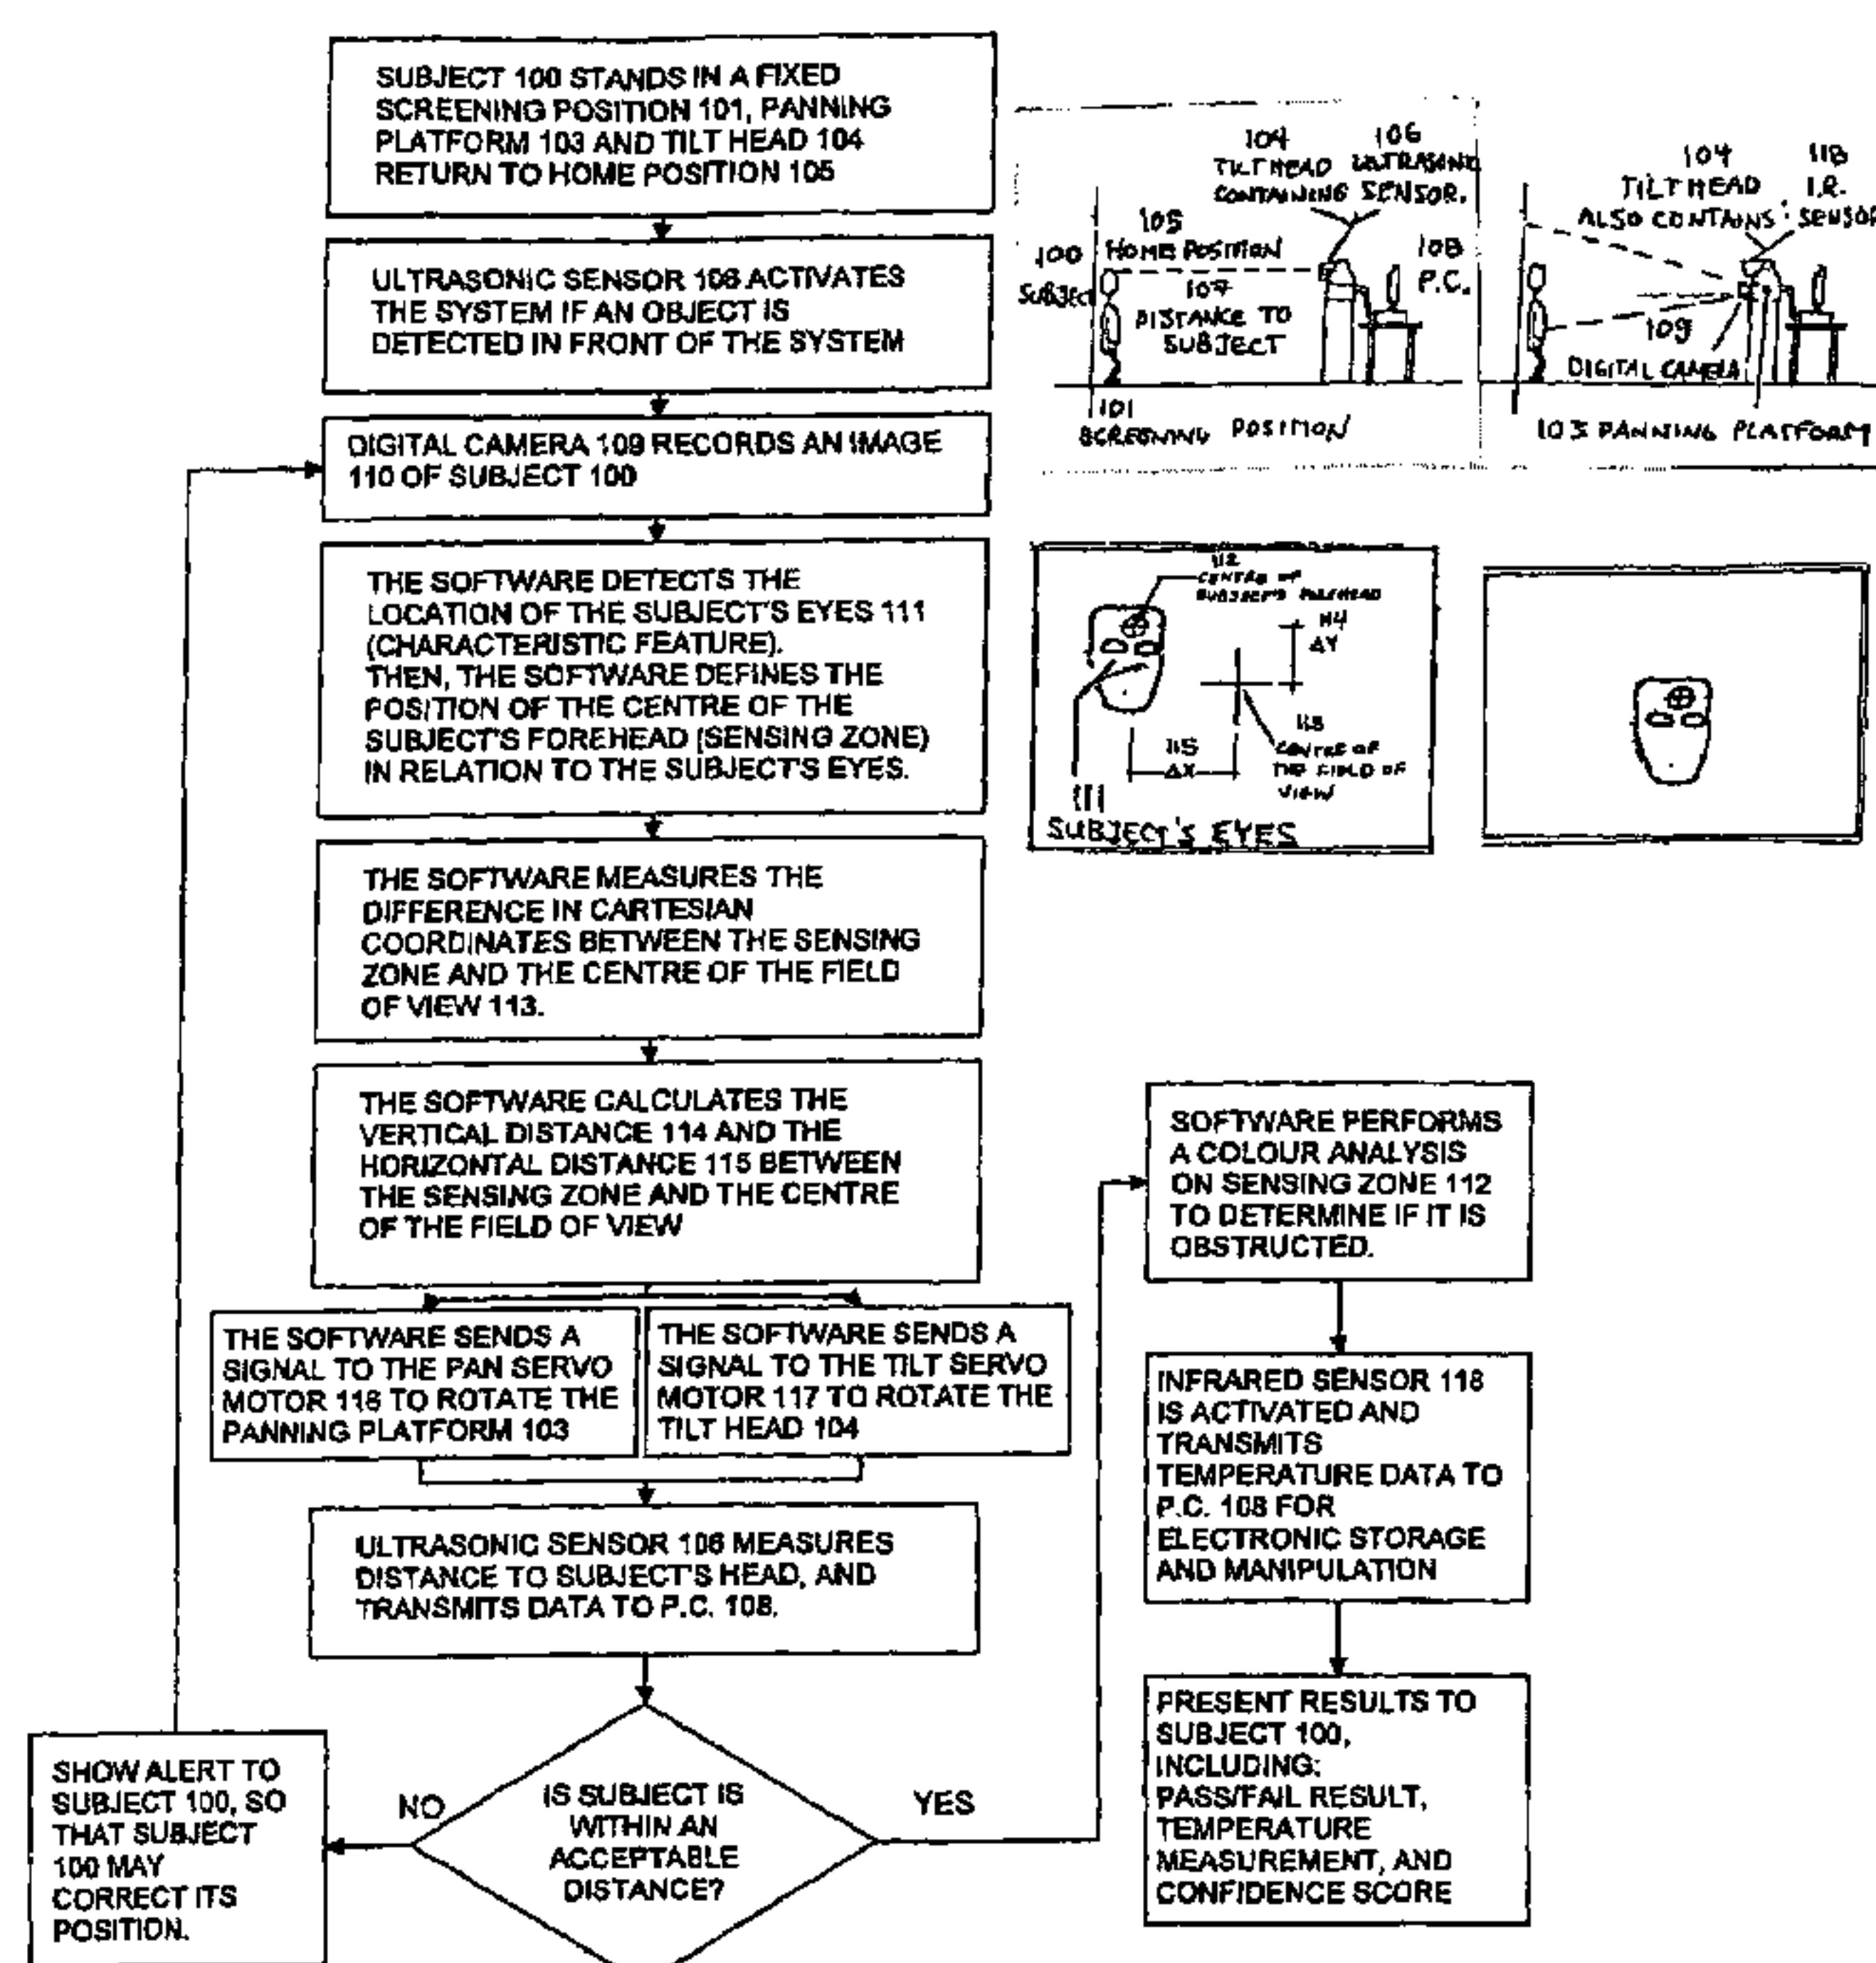 SUBJECT 100 STANDS IN A FIXED
SCREENING POSITION 101, PANNING
PLATFORM 103 AND TILT HEAD 104
RETURN TO HOME POSITION 105
ULTRASONIC SENSOR 106 ACTIVATES
THE SYSTEM IF AN OBJECT IS
DETECTED IN FRONT OF THE SYSTEM
DIGITAL CAMERA 109 RECORDS AN IMAGE
110 OF SUBJECT 100
THE SOFTWARE DETECTS THE
LOCATION OF THE SUBJECT'S EYES 111
(CHARACTERISTIC FEATURE).
THEN, THE SOFTWARE DEFINES THE
POSITION OF THE CENTRE OF THE
SUBJECT'S FOREHEAD (SENSING ZONE)
IN RELATION TO THE SUBJECT'S EYES.
THE SOFTWARE MEASURES THE
DIFFERENCE IN CARTESIAN
COORDINATES BETWEEN THE SENSING
ZONE AND THE CENTRE OF THE FIELD
OF VIEW 113.
THE SOFTWARE CALCULATES THE
VERTICAL DISTANCE 114 AND THE
HORIZONTAL DISTANCE 115 BETWEEN
THE SENSING ZONE AND THE CENTRE
OF THE FIELD OF VIEW
THE SOFTWARE SENDS A
SIGNAL TO THE PAN SERVO
MOTOR 116 TO ROTATE THE
PANNING PLATFORM 103
THE SOFTWARE SENDS A
SIGNAL TO THE TILT SERVO
MOTOR 117 TO ROTATE THE
TILT HEAD 104
ULTRASONIC SENSOR 106 MEASURES
DISTANCE TO SUBJECT'S HEAD, AND
TRANSMITS DATA TO P.C. 108.
IS SUBJECT IS
WITHIN AN
ACCEPTABLE
DISTANCE?
NO
YES
SHOW ALERT TO
SUBJECT 100, SO
THAT SUBJECT
100 MAY
CORRECT ITS
POSITION.
SOFTWARE PERFORMS
A COLOUR ANALYSIS
ON SENSING ZONE 112
TO DETERMINE IF IT IS
OBSTRUCTED.
INFRARED SENSOR 118
IS ACTIVATED AND
TRANSMITS
TEMPERATURE DATA TO
P.C. 108 FOR
ELECTRONIC STORAGE
AND MANIPULATION
PRESENT RESULTS TO
SUBJECT 100,
INCLUDING:
PASS/FAIL RESULT,
TEMPERATURE
MEASUREMENT, AND
CONFIDENCE SCORE
104 106
TILT HEAD
CONTAINING SENSOR.
105
HOME POSITION
100
SUBJECT
107
DISTANCE TO
SUBJECT
108
P.C.
101
SCREENING POSITION
104 118
TILT HEAD I.R.
ALSO CONTAINS SENSOR
109
DIGITAL CAMERA
103 PANNING PLATFORM
112
CENTRE OF
SUBJECT'S FOREHEAD
114
ΔY
115
ΔX
113
CENTRE OF
THE FIELD OF
VIEW
111
SUBJECT'S EYES